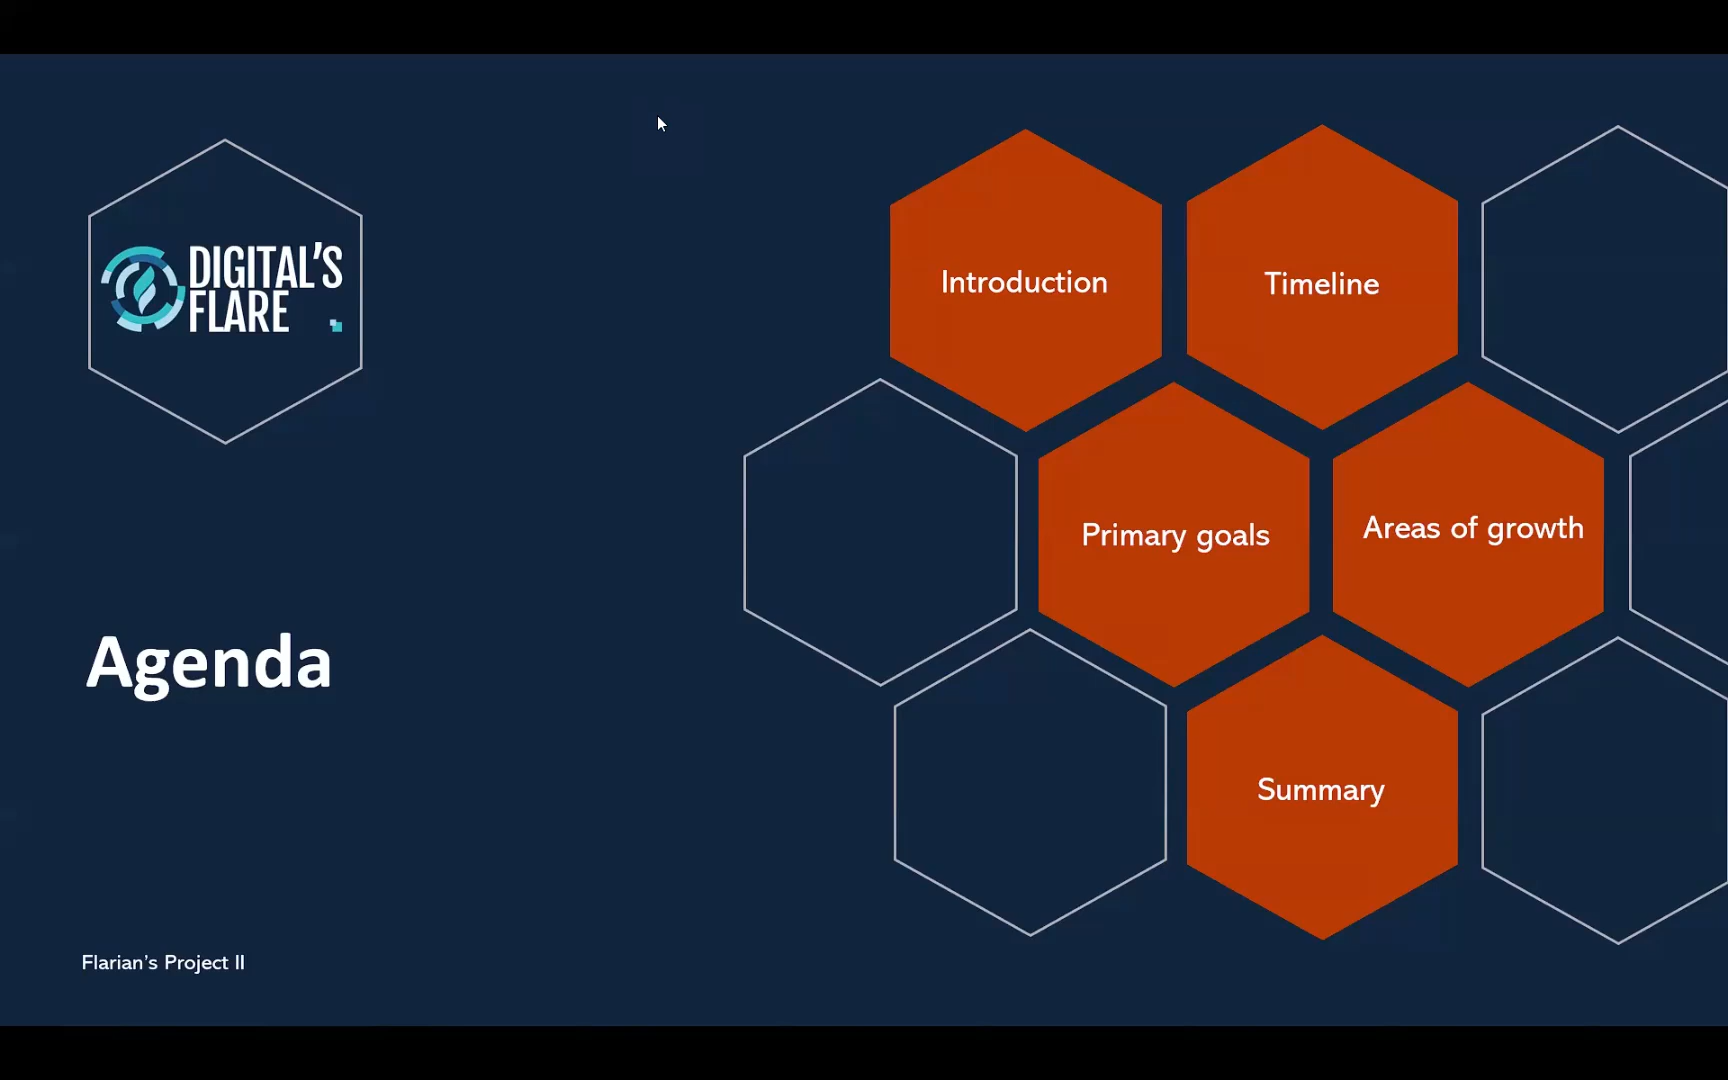 DIGITAL'S
FLARE
Agenda
Flarian's Project II
Introduction
Timeline
Primary goals
Areas of growth
Summary